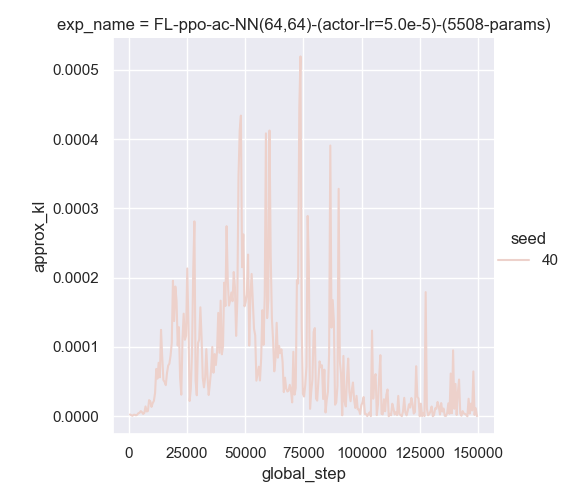 exp_name = FL-ppo-ac-NN(64,64)-(actor-lr=5.0e-5)-(5508-params)
0.0005
0.0004
0.0003
0.0002
0.0001
0.0000
approx_kl
0 25000 50000 75000 100000 125000 150000
global_step
seed
40